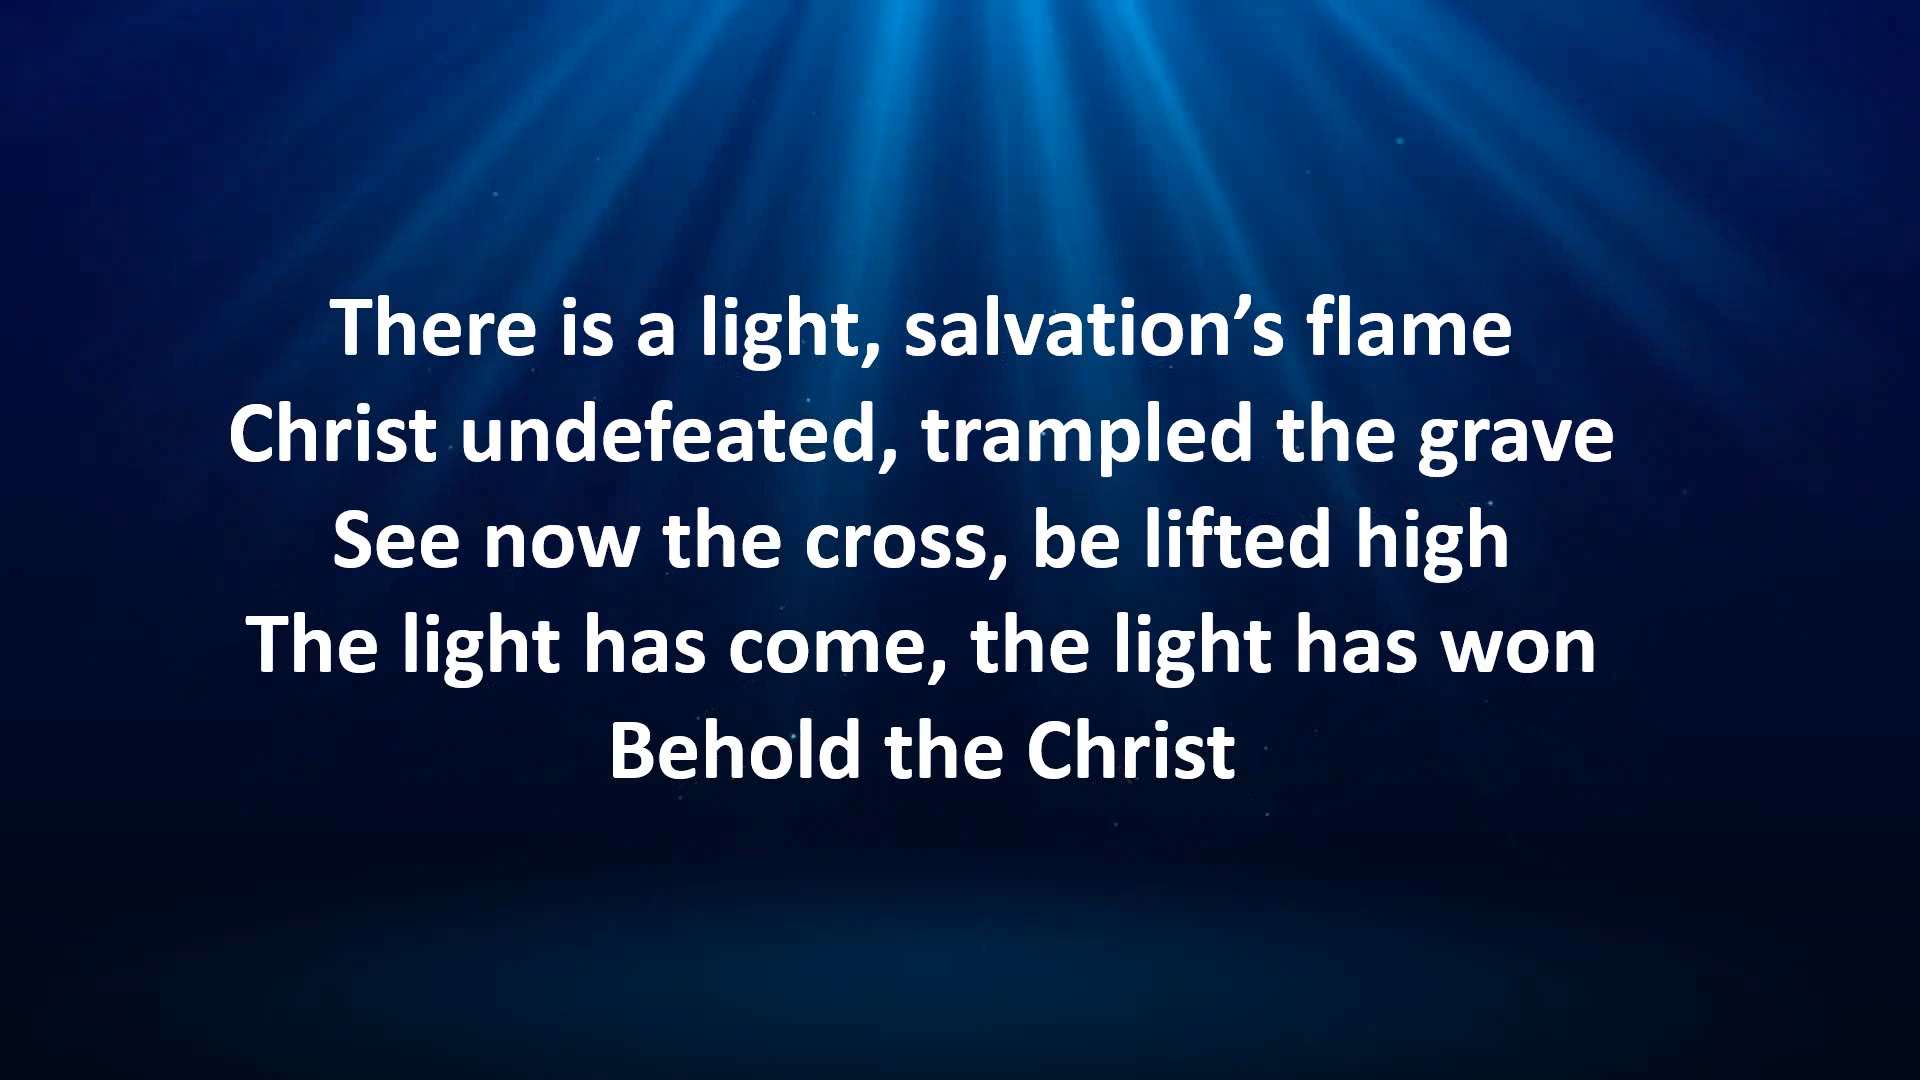 There is a light, salvation’s flame
Christ undefeated, trampled the grave
See now the cross, be lifted high
The light has come, the light has won
Behold the Christ